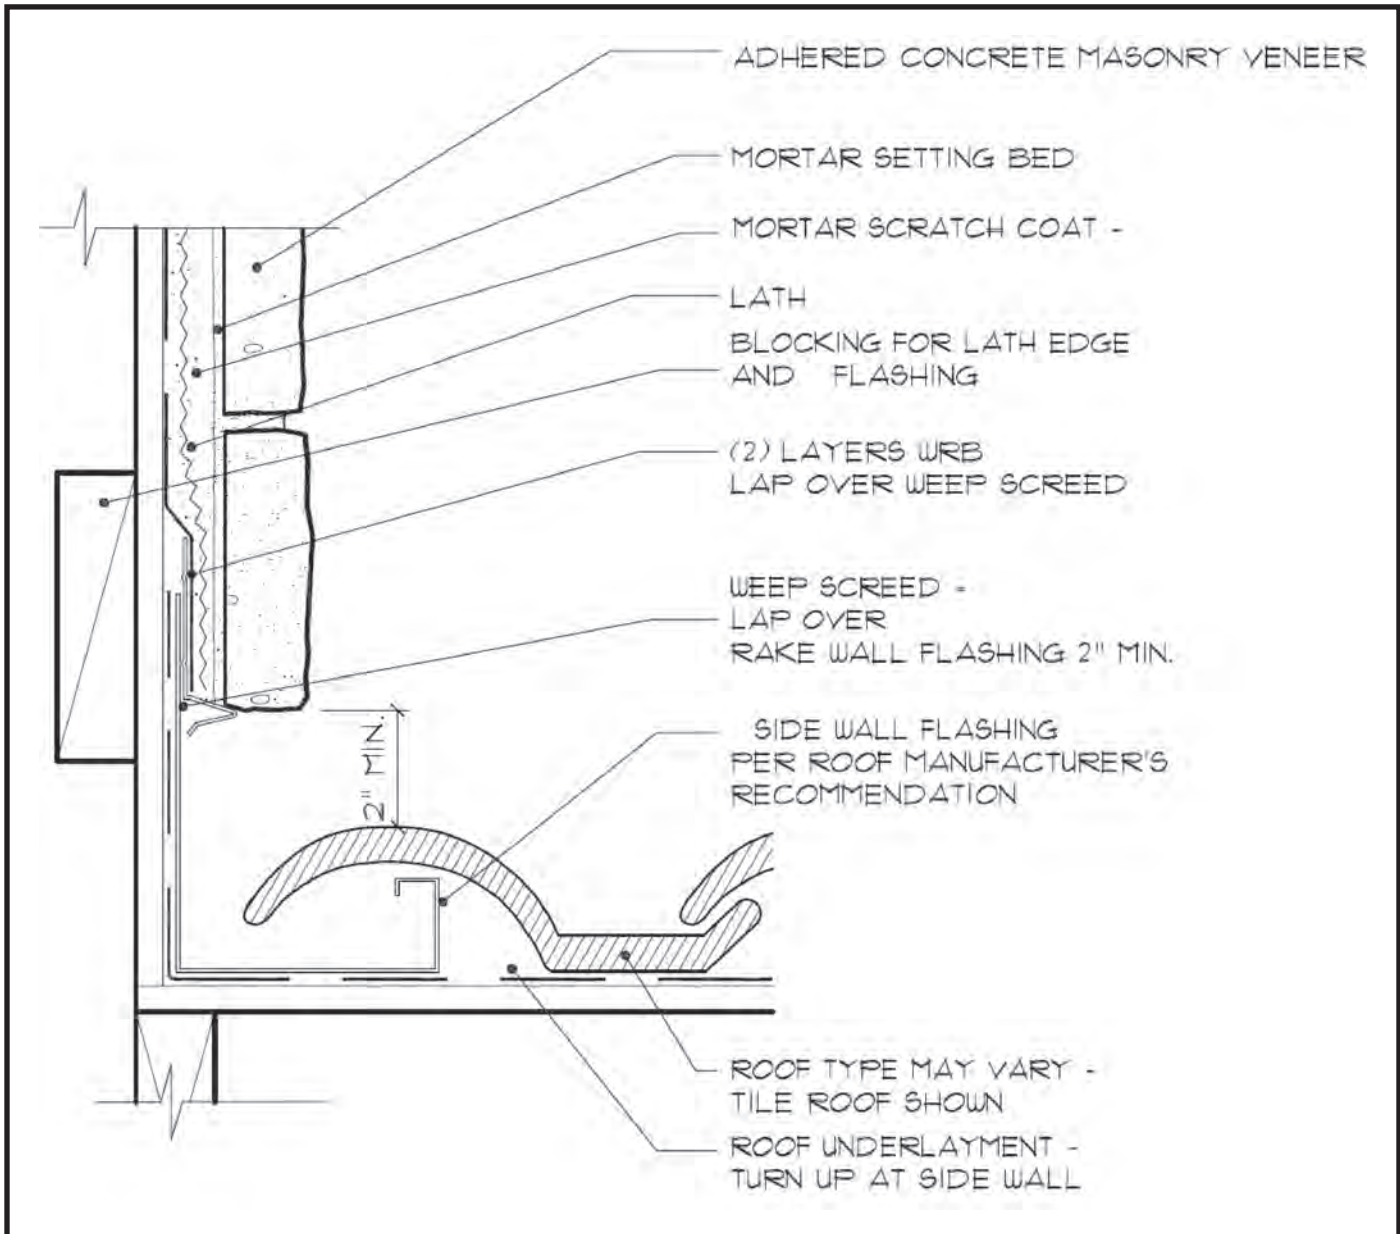 ADHERED CONCRETE MASONRY VENEER
MORTAR SETTING BED
MORTAR SCRATCH COAT -
LATH
BLOCKING FOR LATH EDGE
AND FLASHING
(2) LAYERS WRB
LAP OVER WEEP SCREED
WEEP SCREED -
LAP OVER
RAKE WALL FLASHING 2" MIN.
2" MIN.
SIDE WALL FLASHING
PER ROOF MANUFACTURER'S
RECOMMENDATION
ROOF TYPE MAY VARY -
TILE ROOF SHOWN
ROOF UNDERLAYMENT -
TURN UP AT SIDE WALL